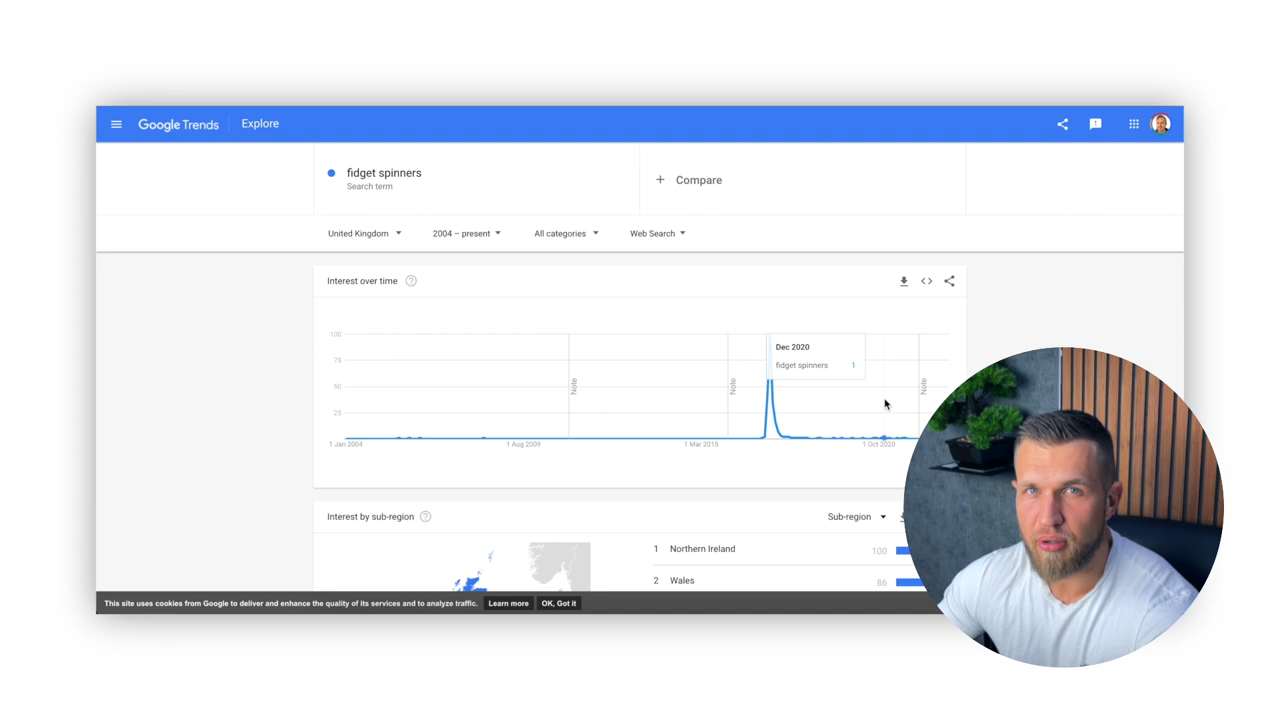 Google Trends
Explore
fidget spinners
Search term
+ Compare
United Kingdom
2004 – present
All categories
Web Search
Interest over time
100
75
50
25
Note
Note
Note
Dec 2020
fidget spinners 1
1 Jan 2004
1 Aug 2009
1 Mar 2015
1 Oct 2020
Interest by sub-region
Sub-region
1 Northern Ireland 100
2 Wales 86
This site uses cookies from Google to deliver and enhance the quality of its services and to analyze traffic. Learn more OK, Got it